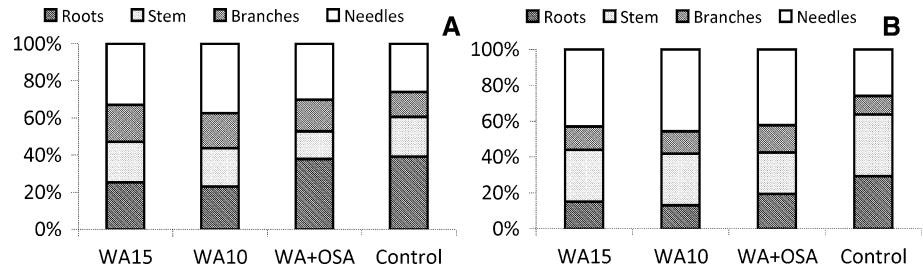 Roots Stem Branches Needles
A
100%
80%
60%
40%
20%
0%
WA15 WA10 WA+OSA Control
Roots Stem Branches Needles
B
100%
80%
60%
40%
20%
0%
WA15 WA10 WA+OSA Control